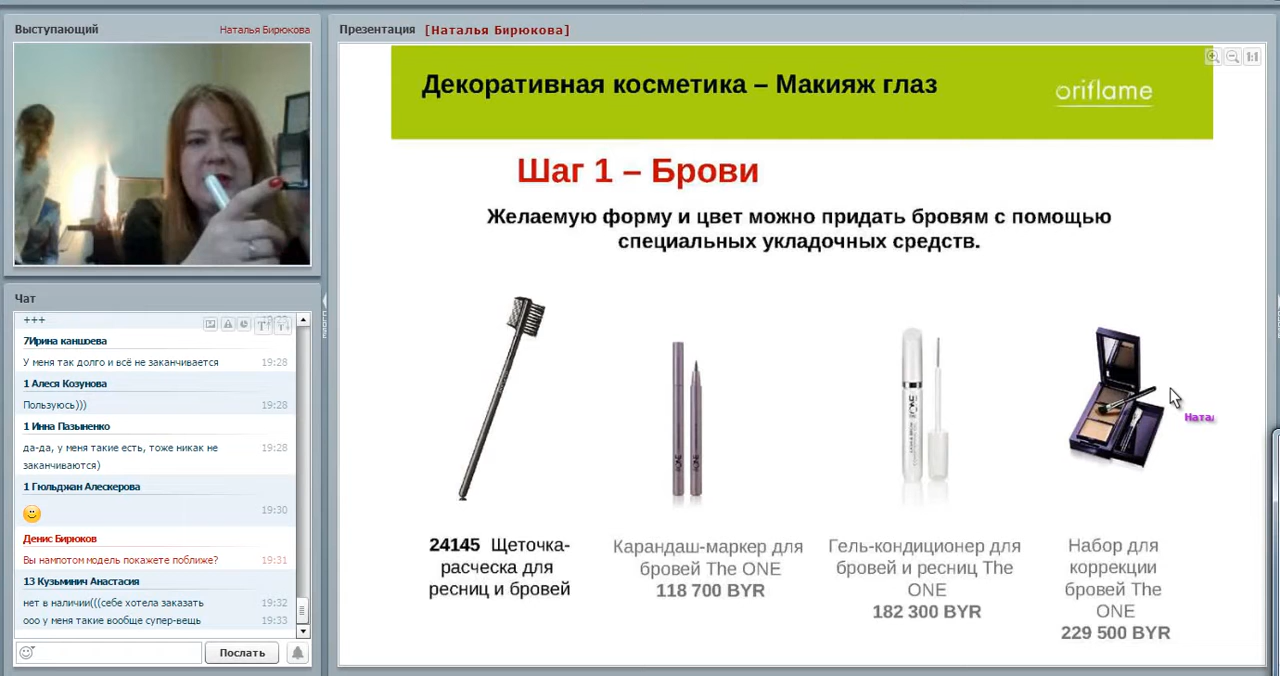 Выступающий
Наталья Бирюкова
+++
7Ирина каншоева
У меня так долго и всё не заканчивается
19:28
1 Алеся Козунова
Пользуюсь)))
19:28
1 Инна Пазыненко
да-да, у меня такие есть, тоже никак не
19:28
заканчиваются)
1 Гюльджан Алескерова
19:30
Денис Бирюков
Вы нампотом модель покажете поближе?
19:31
13 Кузьминич Анастасия
нет в наличии(((себе хотела заказать
19:32
ооо у меня такие вообще супер-вещь
19:33
Чат
Послать
Презентация [Наталья Бирюкова]
1:1
Декоративная косметика – Макияж глаз
oriflame
Шаг 1 – Брови
Желаемую форму и цвет можно придать бровям с помощью
специальных укладочных средств.
Ната
24145 Щеточка-
расческа для
ресниц и бровей
Карандаш-маркер для
бровей The ONE
118 700 BYR
Гель-кондиционер для
бровей и ресниц The
ONE
182 300 BYR
Набор для
коррекции
бровей The
ONE
229 500 BYR